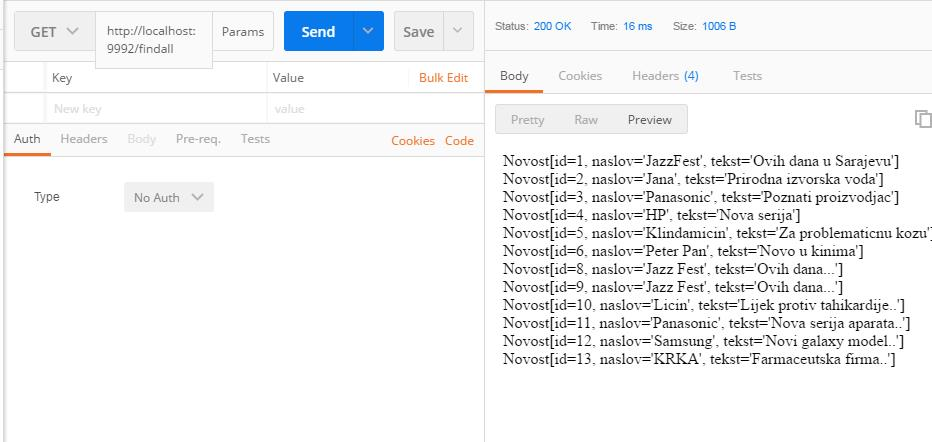 GET
http://localhost:
9992/findall
Params
Send
Save
Key Value Bulk Edit
New key value
Auth Headers Body Pre-req. Tests Cookies Code
Type No Auth
Status: 200 OK Time: 16 ms Size: 1006 B
Body Cookies Headers (4) Tests
Pretty Raw Preview
Novost[id=1, naslov='JazzFest', tekst='Ovih dana u Sarajevu']
Novost[id=2, naslov='Jana', tekst='Prirodna izvorska voda']
Novost[id=3, naslov='Panasonic', tekst='Poznati proizvodjac']
Novost[id=4, naslov='HP', tekst='Nova serija']
Novost[id=5, naslov='Klindamicin', tekst='Za problematicnu kozu']
Novost[id=6, naslov='Peter Pan', tekst='Novo u kinima']
Novost[id=8, naslov='Jazz Fest', tekst='Ovih dana...']
Novost[id=9, naslov='Jazz Fest', tekst='Ovih dana...']
Novost[id=10, naslov='Licin', tekst='Lijek protiv tahikardije..']
Novost[id=11, naslov='Panasonic', tekst='Nova serija aparata..']
Novost[id=12, naslov='Samsung', tekst='Novi galaxy model..']
Novost[id=13, naslov='KRKA', tekst='Farmaceutska firma..']